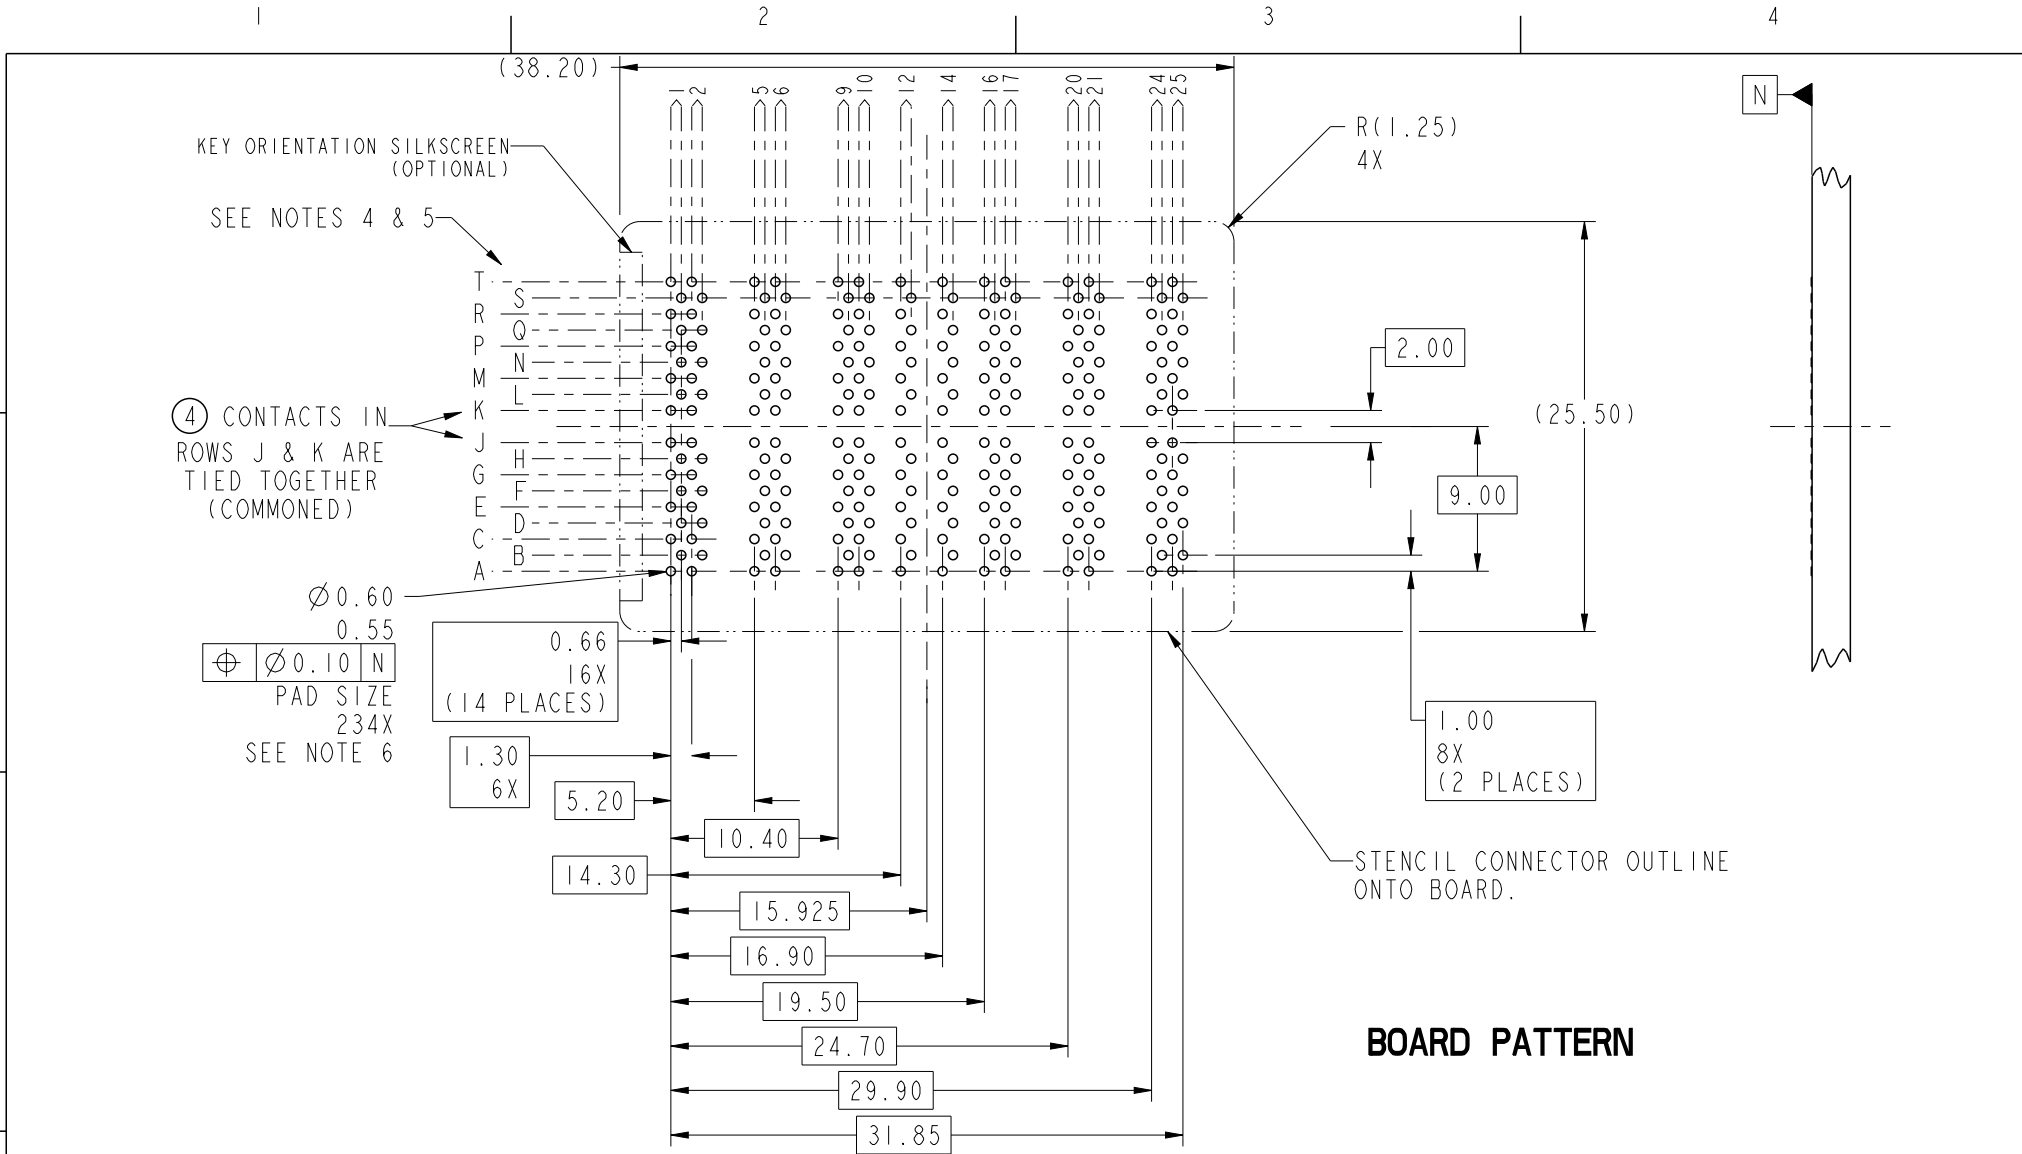 1 2 3 4
(38.20)
1 2 5 6 9 10 12 14 16 17 20 21 24 25
N
R(1.25)
4X
KEY ORIENTATION SILKSCREEN
(OPTIONAL)
SEE NOTES 4 & 5
T
S
R
Q
P
N
M
L
K
J
H
G
F
E
D
C
B
A
4 CONTACTS IN
ROWS J & K ARE
TIED TOGETHER
(COMMONED)
2.00
(25.50)
9.00
Ø0.60
0.55
⌖ Ø0.10 N
PAD SIZE
234X
SEE NOTE 6
0.66
16X
(14 PLACES)
1.30
6X
1.00
8X
(2 PLACES)
5.20
10.40
14.30
15.925
16.90
19.50
24.70
29.90
31.85
STENCIL CONNECTOR OUTLINE
ONTO BOARD.
BOARD PATTERN